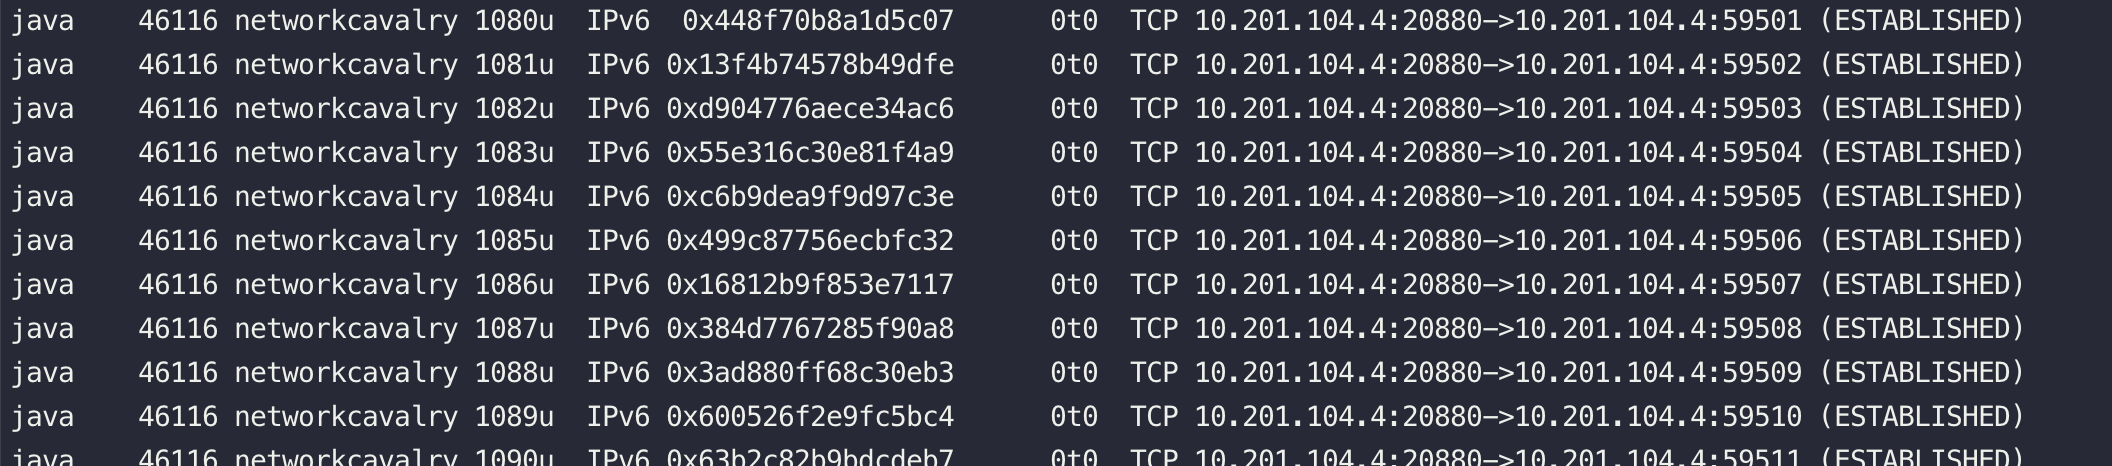 java    46116 networkcavalry 1080u  IPv6  0x448f70b8a1d5c07      0t0  TCP 10.201.104.4:20880->10.201.104.4:59501 (ESTABLISHED)
java    46116 networkcavalry 1081u  IPv6 0x13f4b74578b49dfe      0t0  TCP 10.201.104.4:20880->10.201.104.4:59502 (ESTABLISHED)
java    46116 networkcavalry 1082u  IPv6 0xd904776aece34ac6      0t0  TCP 10.201.104.4:20880->10.201.104.4:59503 (ESTABLISHED)
java    46116 networkcavalry 1083u  IPv6 0x55e316c30e81f4a9      0t0  TCP 10.201.104.4:20880->10.201.104.4:59504 (ESTABLISHED)
java    46116 networkcavalry 1084u  IPv6 0xc6b9dea9f9d97c3e      0t0  TCP 10.201.104.4:20880->10.201.104.4:59505 (ESTABLISHED)
java    46116 networkcavalry 1085u  IPv6 0x499c87756ecbfc32      0t0  TCP 10.201.104.4:20880->10.201.104.4:59506 (ESTABLISHED)
java    46116 networkcavalry 1086u  IPv6 0x16812b9f853e7117      0t0  TCP 10.201.104.4:20880->10.201.104.4:59507 (ESTABLISHED)
java    46116 networkcavalry 1087u  IPv6 0x384d7767285f90a8      0t0  TCP 10.201.104.4:20880->10.201.104.4:59508 (ESTABLISHED)
java    46116 networkcavalry 1088u  IPv6 0x3ad880ff68c30eb3      0t0  TCP 10.201.104.4:20880->10.201.104.4:59509 (ESTABLISHED)
java    46116 networkcavalry 1089u  IPv6 0x600526f2e9fc5bc4      0t0  TCP 10.201.104.4:20880->10.201.104.4:59510 (ESTABLISHED)
java    46116 networkcavalry 1090u  IPv6 0x63b2c82b9bdcdeb7      0t0  TCP 10.201.104.4:20880->10.201.104.4:59511 (ESTABLISHED)